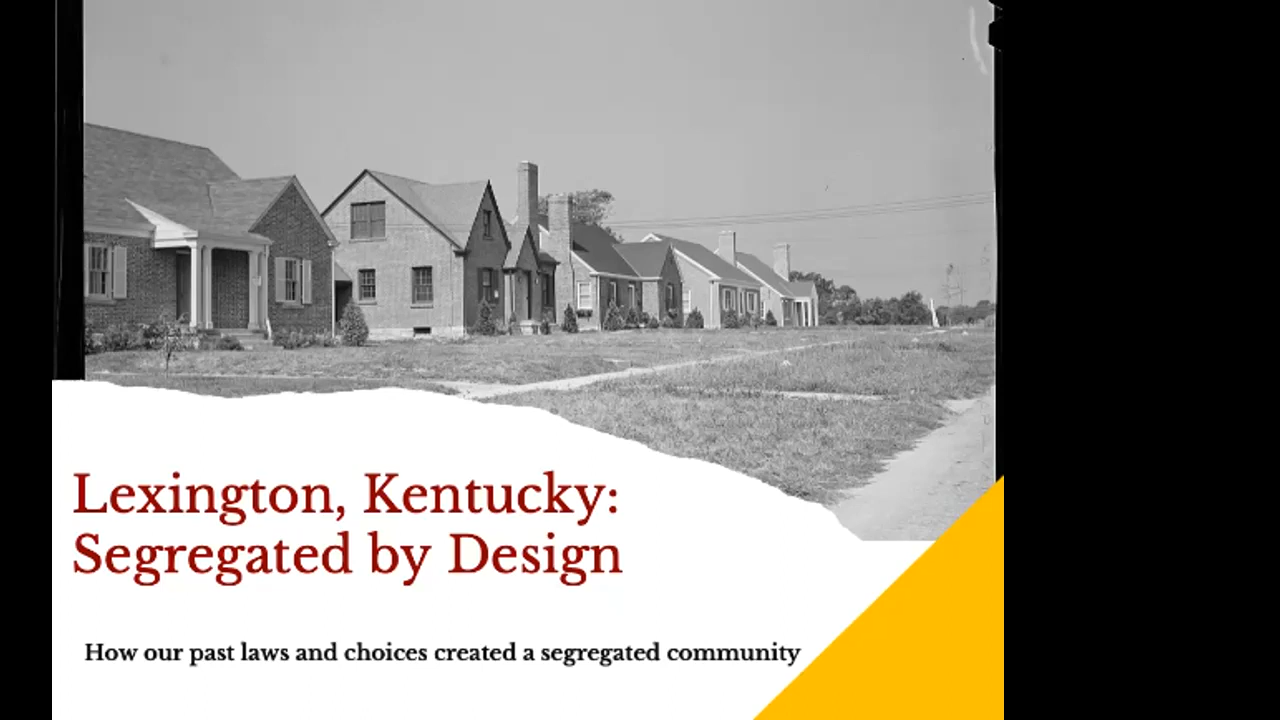 Lexington, Kentucky:
Segregated by Design
How our past laws and choices created a segregated community